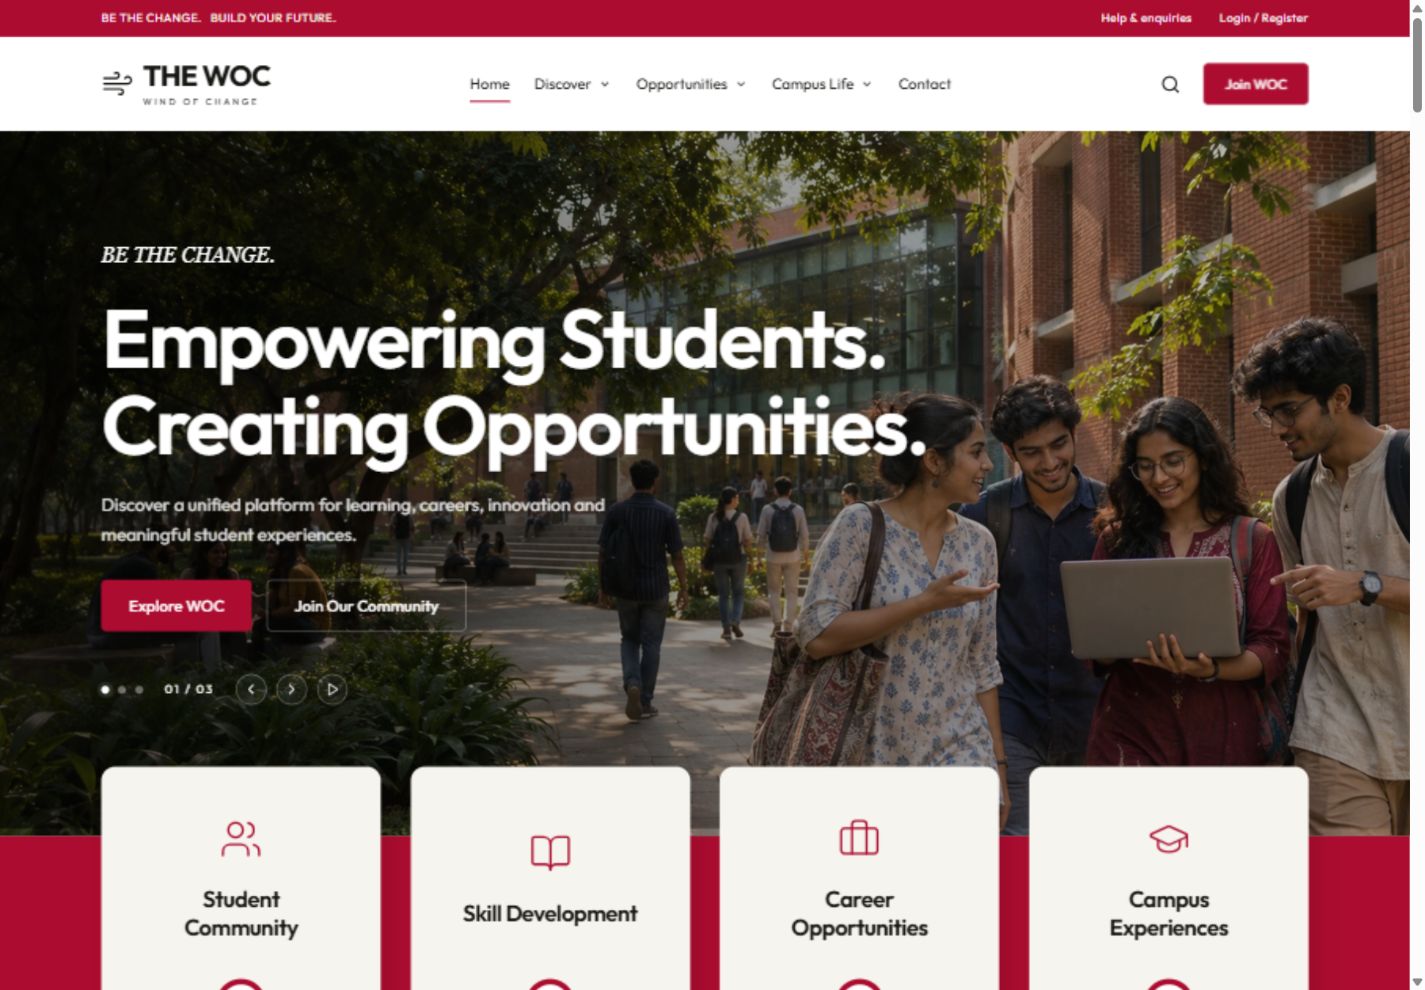 BE THE CHANGE. BUILD YOUR FUTURE.
Help & enquiries
Login / Register
THE WOC
WIND OF CHANGE
Home
Discover
Opportunities
Campus Life
Contact
Join WOC
BE THE CHANGE.
Empowering Students.
Creating Opportunities.
Discover a unified platform for learning, careers, innovation and
meaningful student experiences.
Explore WOC
Join Our Community
01 / 03
Student
Community
Skill Development
Career
Opportunities
Campus
Experiences